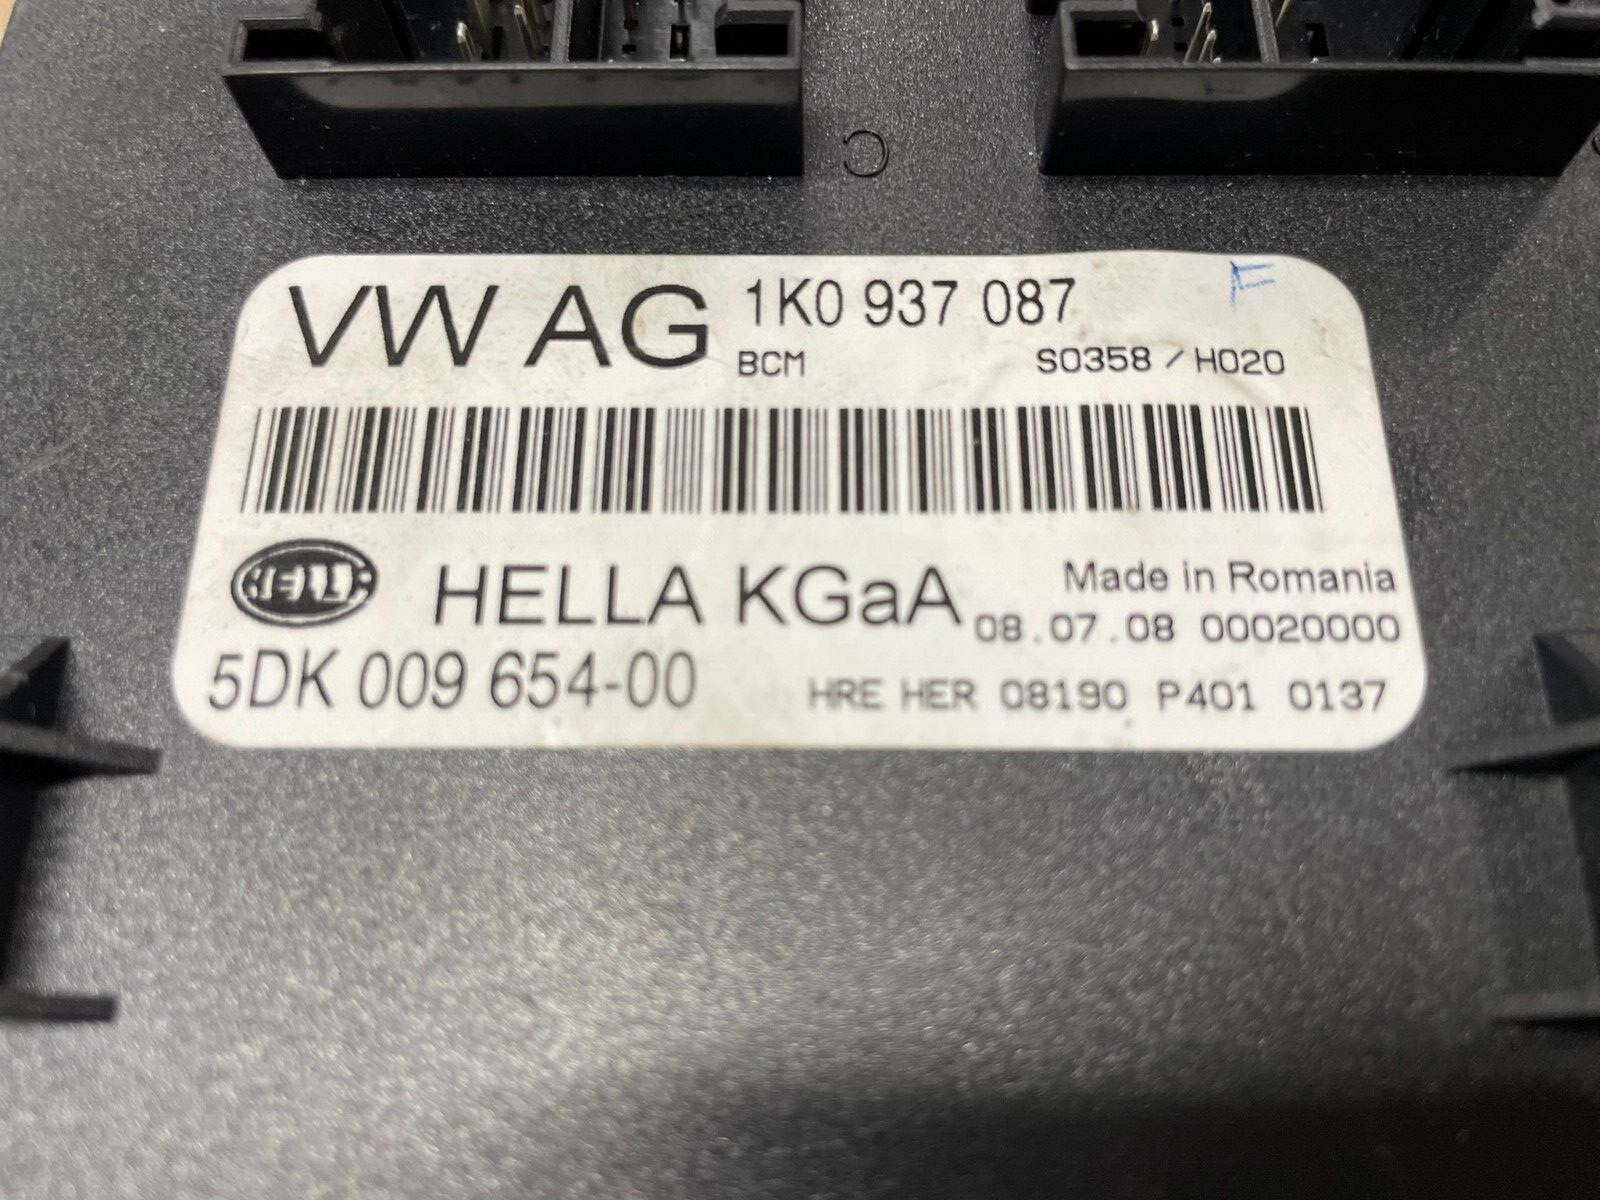 C
VW AG 1K0 937 087 F
BCM S0358 / H020
HELLA HELLA KGaA Made in Romania
08.07.08 00020000
5DK 009 654-00 HRE HER 08190 P401 0137